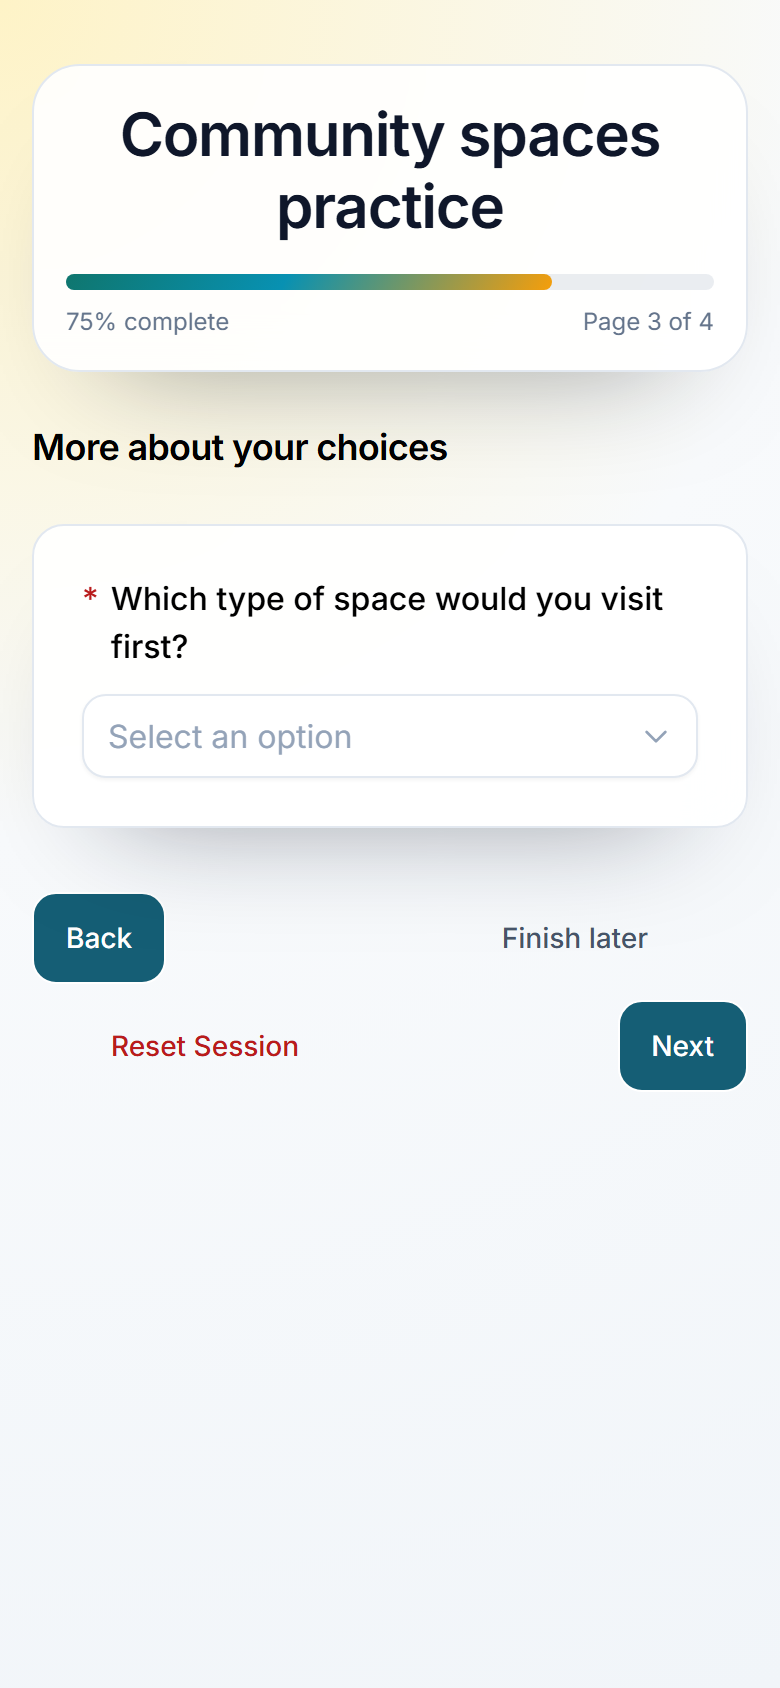 Community spaces
practice
75% complete
Page 3 of 4
More about your choices
* Which type of space would you visit
first?
Select an option
Back
Finish later
Reset Session
Next